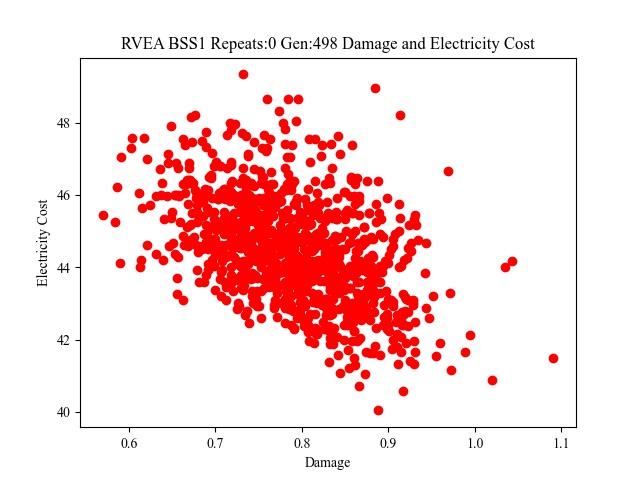 RVEA BSS1 Repeats:0 Gen:498 Damage and Electricity Cost
48
46
44
42
40
Electricity Cost
0.6 0.7 0.8 0.9 1.0 1.1
Damage